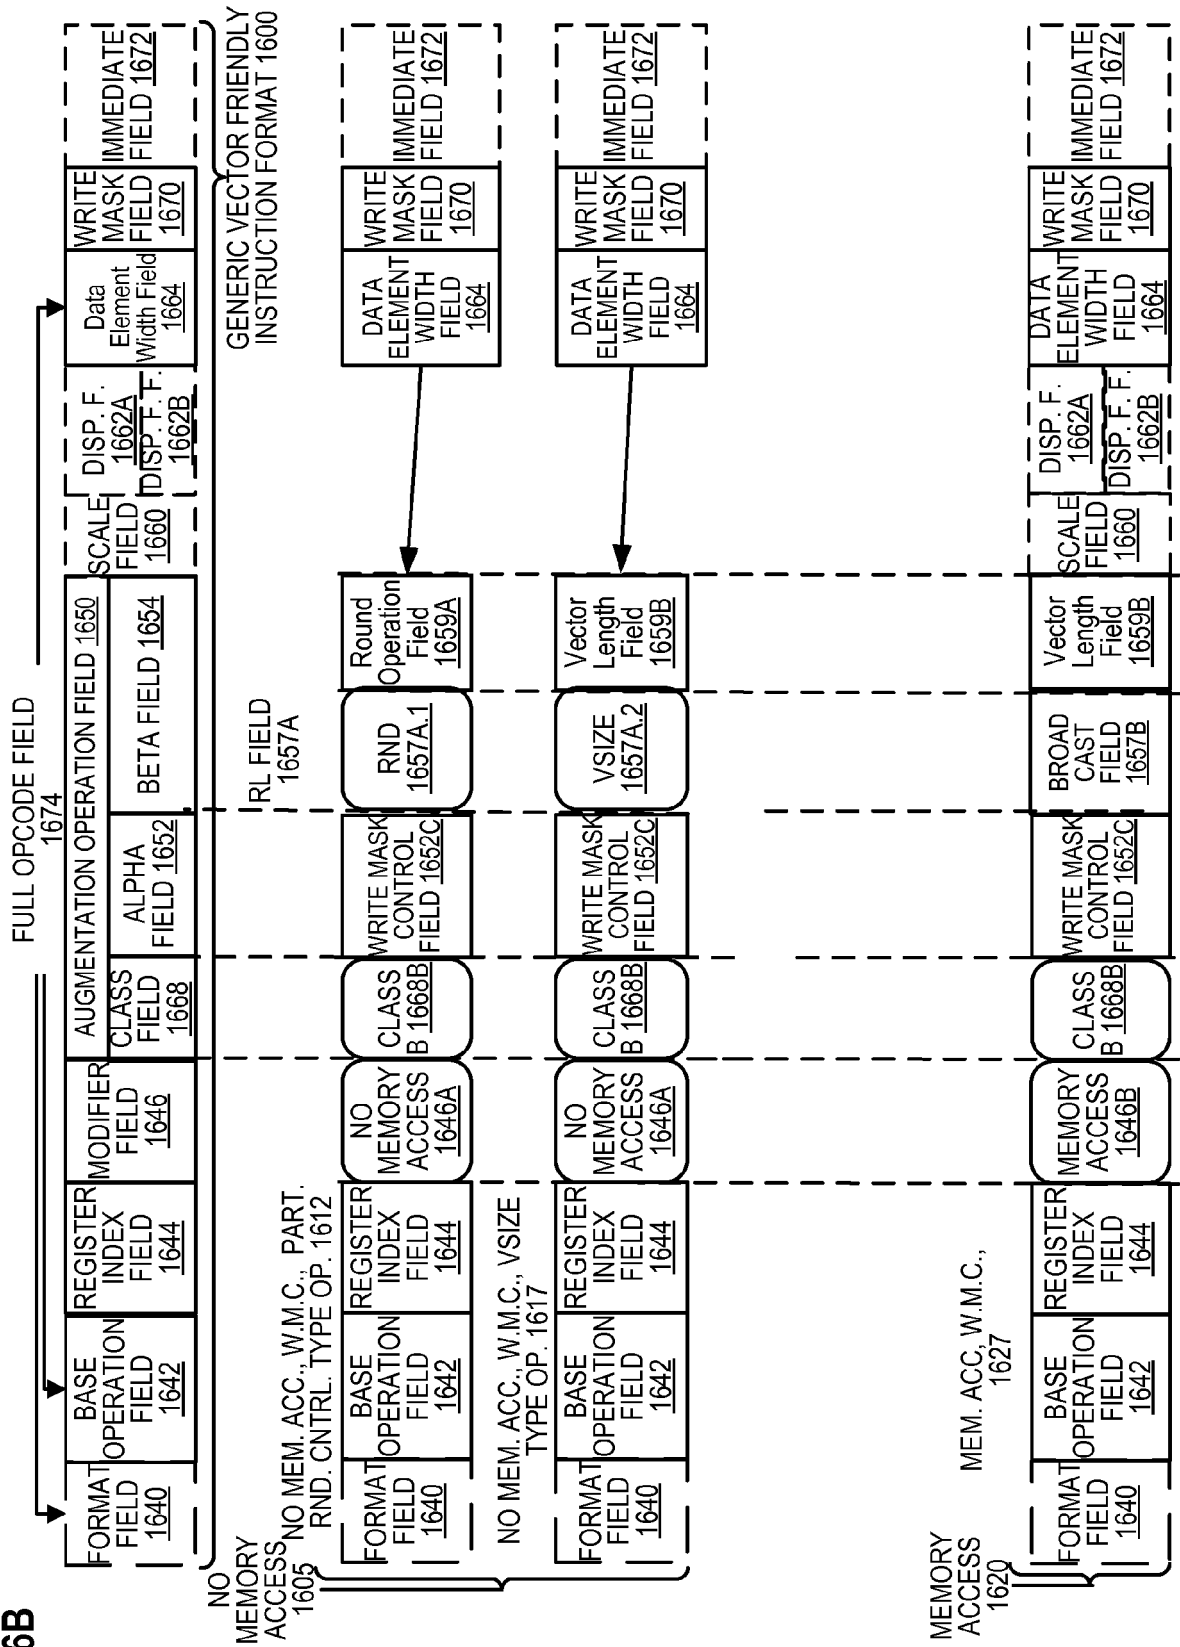 6B
FULL OPCODE FIELD
1674
FORMAT
FIELD
1640
BASE
OPERATION
FIELD
1642
REGISTER
INDEX
FIELD
1644
MODIFIER
FIELD
1646
AUGMENTATION OPERATION FIELD 1650
CLASS
FIELD
1668
ALPHA
FIELD 1652
BETA FIELD 1654
SCALE
FIELD
1660
DISP. F.
1662A
DISP. F. F.
1662B
Data
Element
Width Field
1664
WRITE
MASK
FIELD
1670
IMMEDIATE
FIELD 1672
GENERIC VECTOR FRIENDLY
INSTRUCTION FORMAT 1600
NO
MEMORY
ACCESS
1605
RL FIELD
1657A
NO MEM. ACC., W.M.C., PART.
RND. CNTRL. TYPE OP. 1612
FORMAT
FIELD
1640
BASE
OPERATION
FIELD
1642
REGISTER
INDEX
FIELD
1644
NO
MEMORY
ACCESS
1646A
CLASS
B 1668B
WRITE MASK
CONTROL
FIELD 1652C
RND
1657A.1
Round
Operation
Field
1659A
DATA
ELEMENT
WIDTH
FIELD
1664
WRITE
MASK
FIELD
1670
IMMEDIATE
FIELD 1672
NO MEM. ACC., W.M.C., VSIZE
TYPE OP. 1617
FORMAT
FIELD
1640
BASE
OPERATION
FIELD
1642
REGISTER
INDEX
FIELD
1644
NO
MEMORY
ACCESS
1646A
CLASS
B 1668B
WRITE MASK
CONTROL
FIELD 1652C
VSIZE
1657A.2
Vector
Length
Field
1659B
DATA
ELEMENT
WIDTH
FIELD
1664
WRITE
MASK
FIELD
1670
IMMEDIATE
FIELD 1672
MEMORY
ACCESS
1620
MEM. ACC, W.M.C.,
1627
FORMAT
FIELD
1640
BASE
OPERATION
FIELD
1642
REGISTER
INDEX
FIELD
1644
MEMORY
ACCESS
1646B
CLASS
B 1668B
WRITE MASK
CONTROL
FIELD 1652C
BROAD
CAST
FIELD
1657B
Vector
Length
Field
1659B
SCALE
FIELD
1660
DISP. F.
1662A
DISP. F. F.
1662B
DATA
ELEMENT
WIDTH
FIELD
1664
WRITE
MASK
FIELD
1670
IMMEDIATE
FIELD 1672